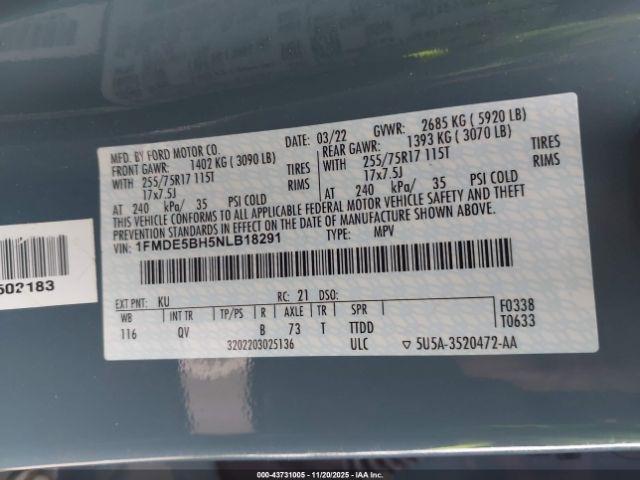 MFD. BY FORD MOTOR CO.
DATE: 03/22 GVWR: 2685 KG ( 5920 LB)
FRONT GAWR: 1402 KG ( 3090 LB) REAR GAWR: 1393 KG ( 3070 LB)
WITH 255/75R17 115T TIRES WITH 255/75R17 115T TIRES
17x7.5J RIMS 17x7.5J RIMS
AT 240 kPa/ 35 PSI COLD AT 240 kPa/ 35 PSI COLD
THIS VEHICLE CONFORMS TO ALL APPLICABLE FEDERAL MOTOR VEHICLE SAFETY AND THEFT
PREVENTION STANDARDS IN EFFECT ON THE DATE OF MANUFACTURE SHOWN ABOVE.
VIN: 1FMDE5BH5NLB18291 TYPE: MPV
502183
EXT PNT: KU RC: 21 DSO:
WB INT TR TP/PS R AXLE TR SPR
116 QV B 73 T TTDD
F0338
T0633
3202203025136 ULC ▽ 5U5A-3520472-AA
000-43731005 | 11/20/2025 | IAA Inc.